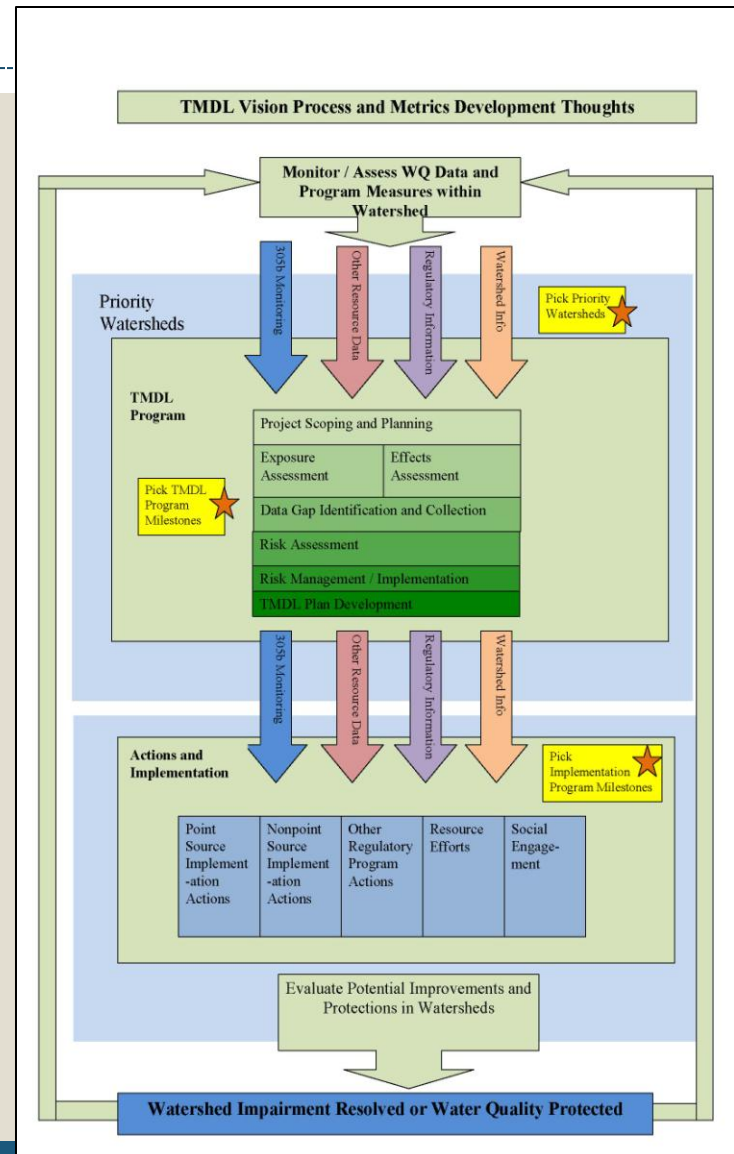 TMDL Vision Process and Metrics Development Thoughts
Monitor / Assess WQ Data and
Program Measures within
Watershed
305b Monitoring
Other Resource Data
Regulatory Information
Watershed Info
Priority
Watersheds
Pick Priority
Watersheds
TMDL
Program
Pick TMDL
Program
Milestones
Project Scoping and Planning
Exposure
Assessment
Effects
Assessment
Data Gap Identification and Collection
Risk Assessment
Risk Management / Implementation
TMDL Plan Development
305b Monitoring
Other Resource Data
Regulatory Information
Watershed Info
Actions and
Implementation
Pick
Implementation
Program Milestones
Point
Source
Implement
-ation
Actions
Nonpoint
Source
Implement
-ation
Actions
Other
Regulatory
Program
Actions
Resource
Efforts
Social
Engage-
ment
Evaluate Potential Improvements and
Protections in Watersheds
Watershed Impairment Resolved or Water Quality Protected